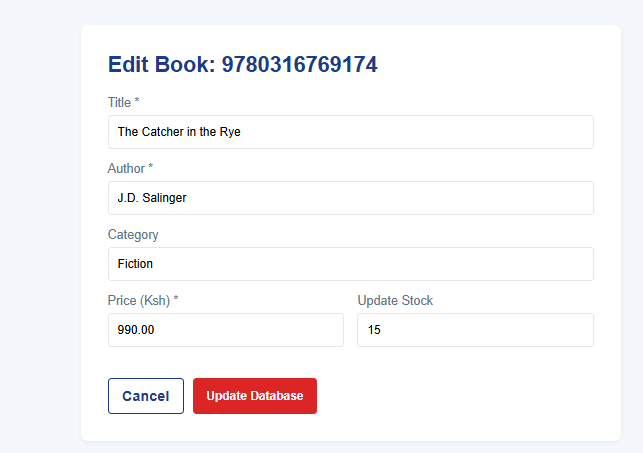 Edit Book: 9780316769174
Title *
The Catcher in the Rye
Author *
J.D. Salinger
Category
Fiction
Price (Ksh) * Update Stock
990.00 15
Cancel Update Database